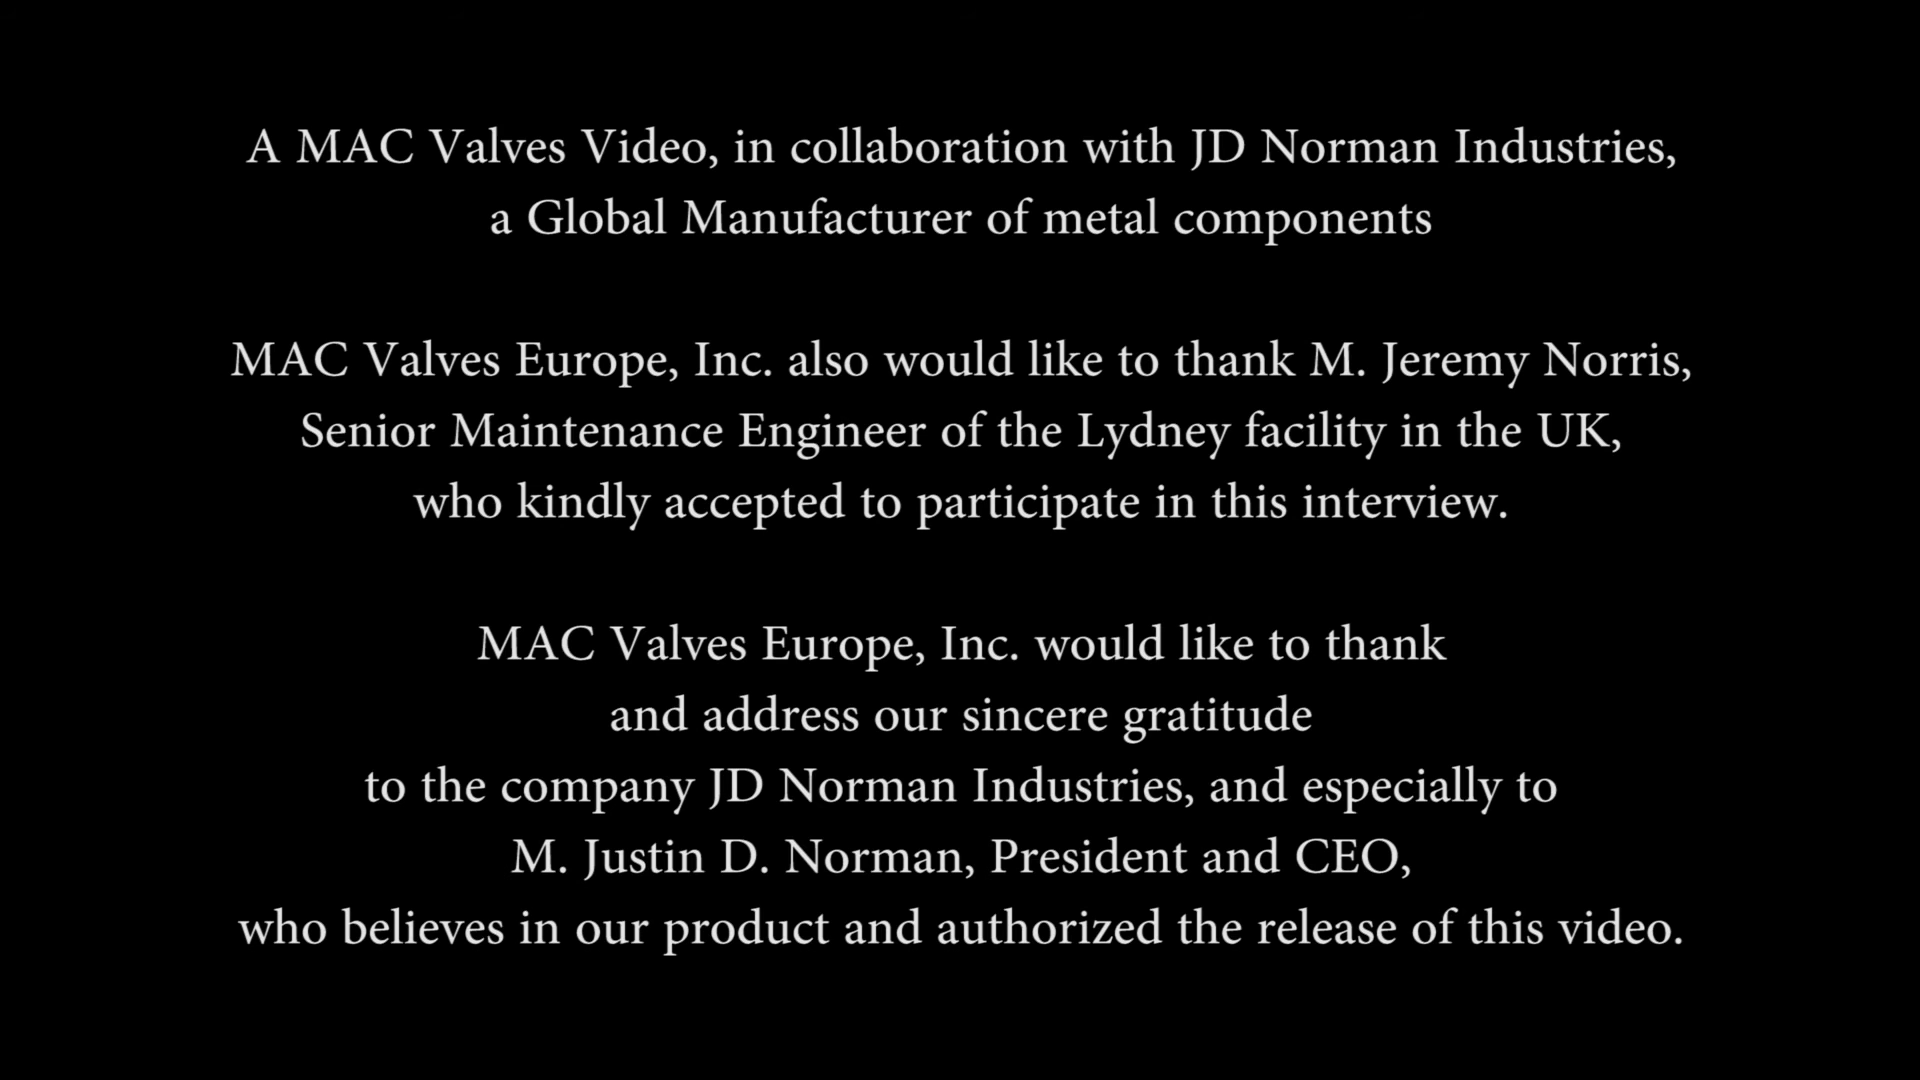 A MAC Valves Video, in collaboration with JD Norman Industries,
a Global Manufacturer of metal components
MAC Valves Europe, Inc. also would like to thank M. Jeremy Norris,
Senior Maintenance Engineer of the Lydney facility in the UK,
who kindly accepted to participate in this interview.
MAC Valves Europe, Inc. would like to thank
and address our sincere gratitude
to the company JD Norman Industries, and especially to
M. Justin D. Norman, President and CEO,
who believes in our product and authorized the release of this video.